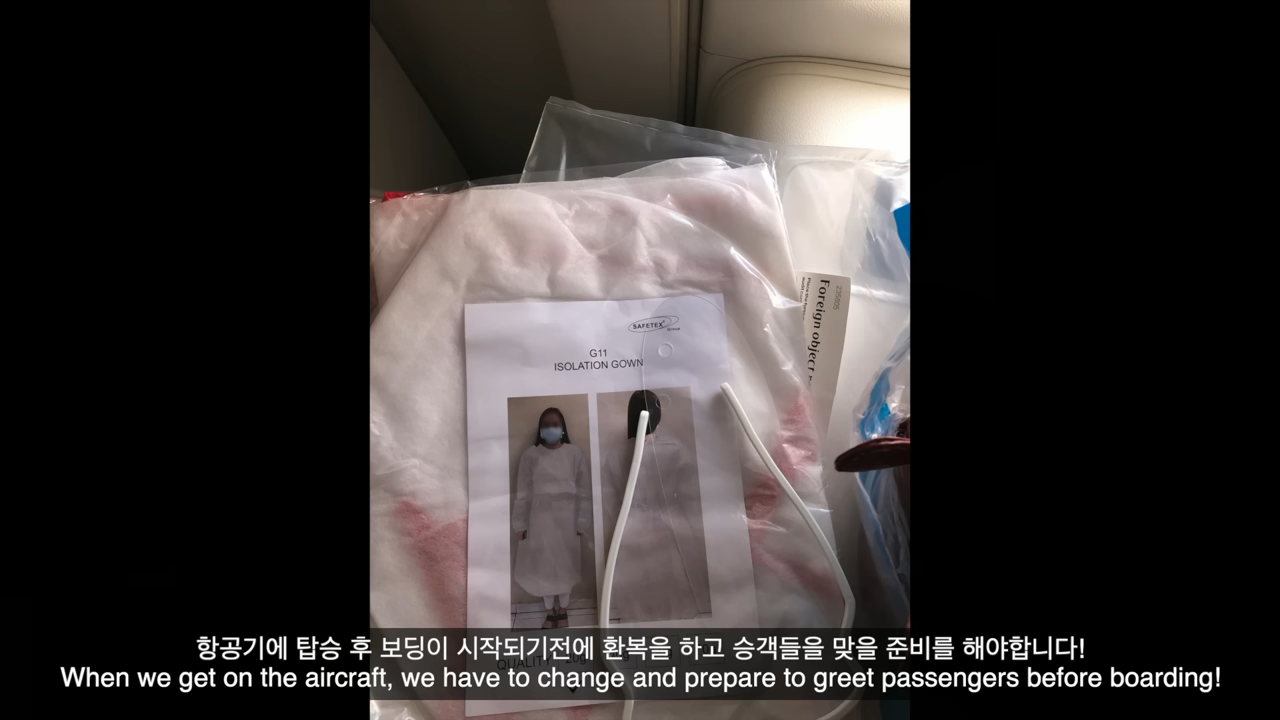 SAFETEX®
Group
G11
ISOLATION GOWN
225005
Foreign object
QUALITY
항공기에 탑승 후 보딩이 시작되기전에 환복을 하고 승객들을 맞을 준비를 해야합니다!
When we get on the aircraft, we have to change and prepare to greet passengers before boarding!